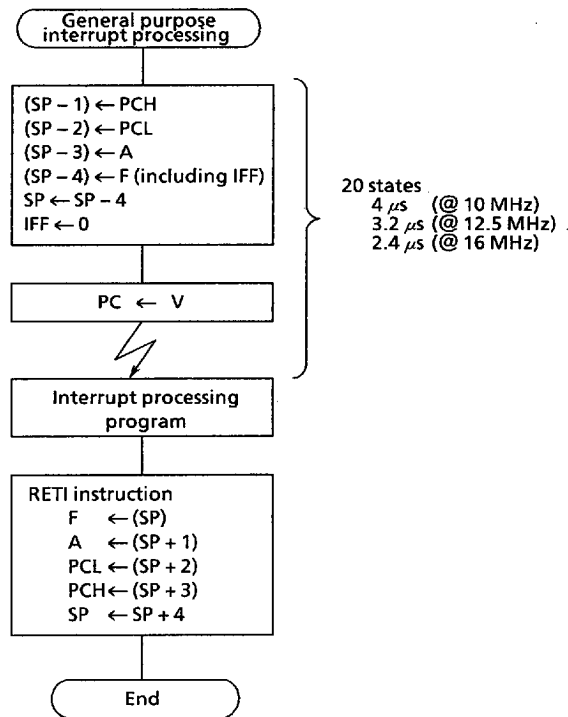 General purpose
interrupt processing
(SP – 1) ← PCH
(SP – 2) ← PCL
(SP – 3) ← A
(SP – 4) ← F (including IFF)
SP ← SP – 4
IFF ← 0
20 states
4 μs (@ 10 MHz)
3.2 μs (@ 12.5 MHz)
2.4 μs (@ 16 MHz)
PC ← V
Interrupt processing
program
RETI instruction
F ← (SP)
A ← (SP + 1)
PCL ← (SP + 2)
PCH ← (SP + 3)
SP ← SP + 4
End